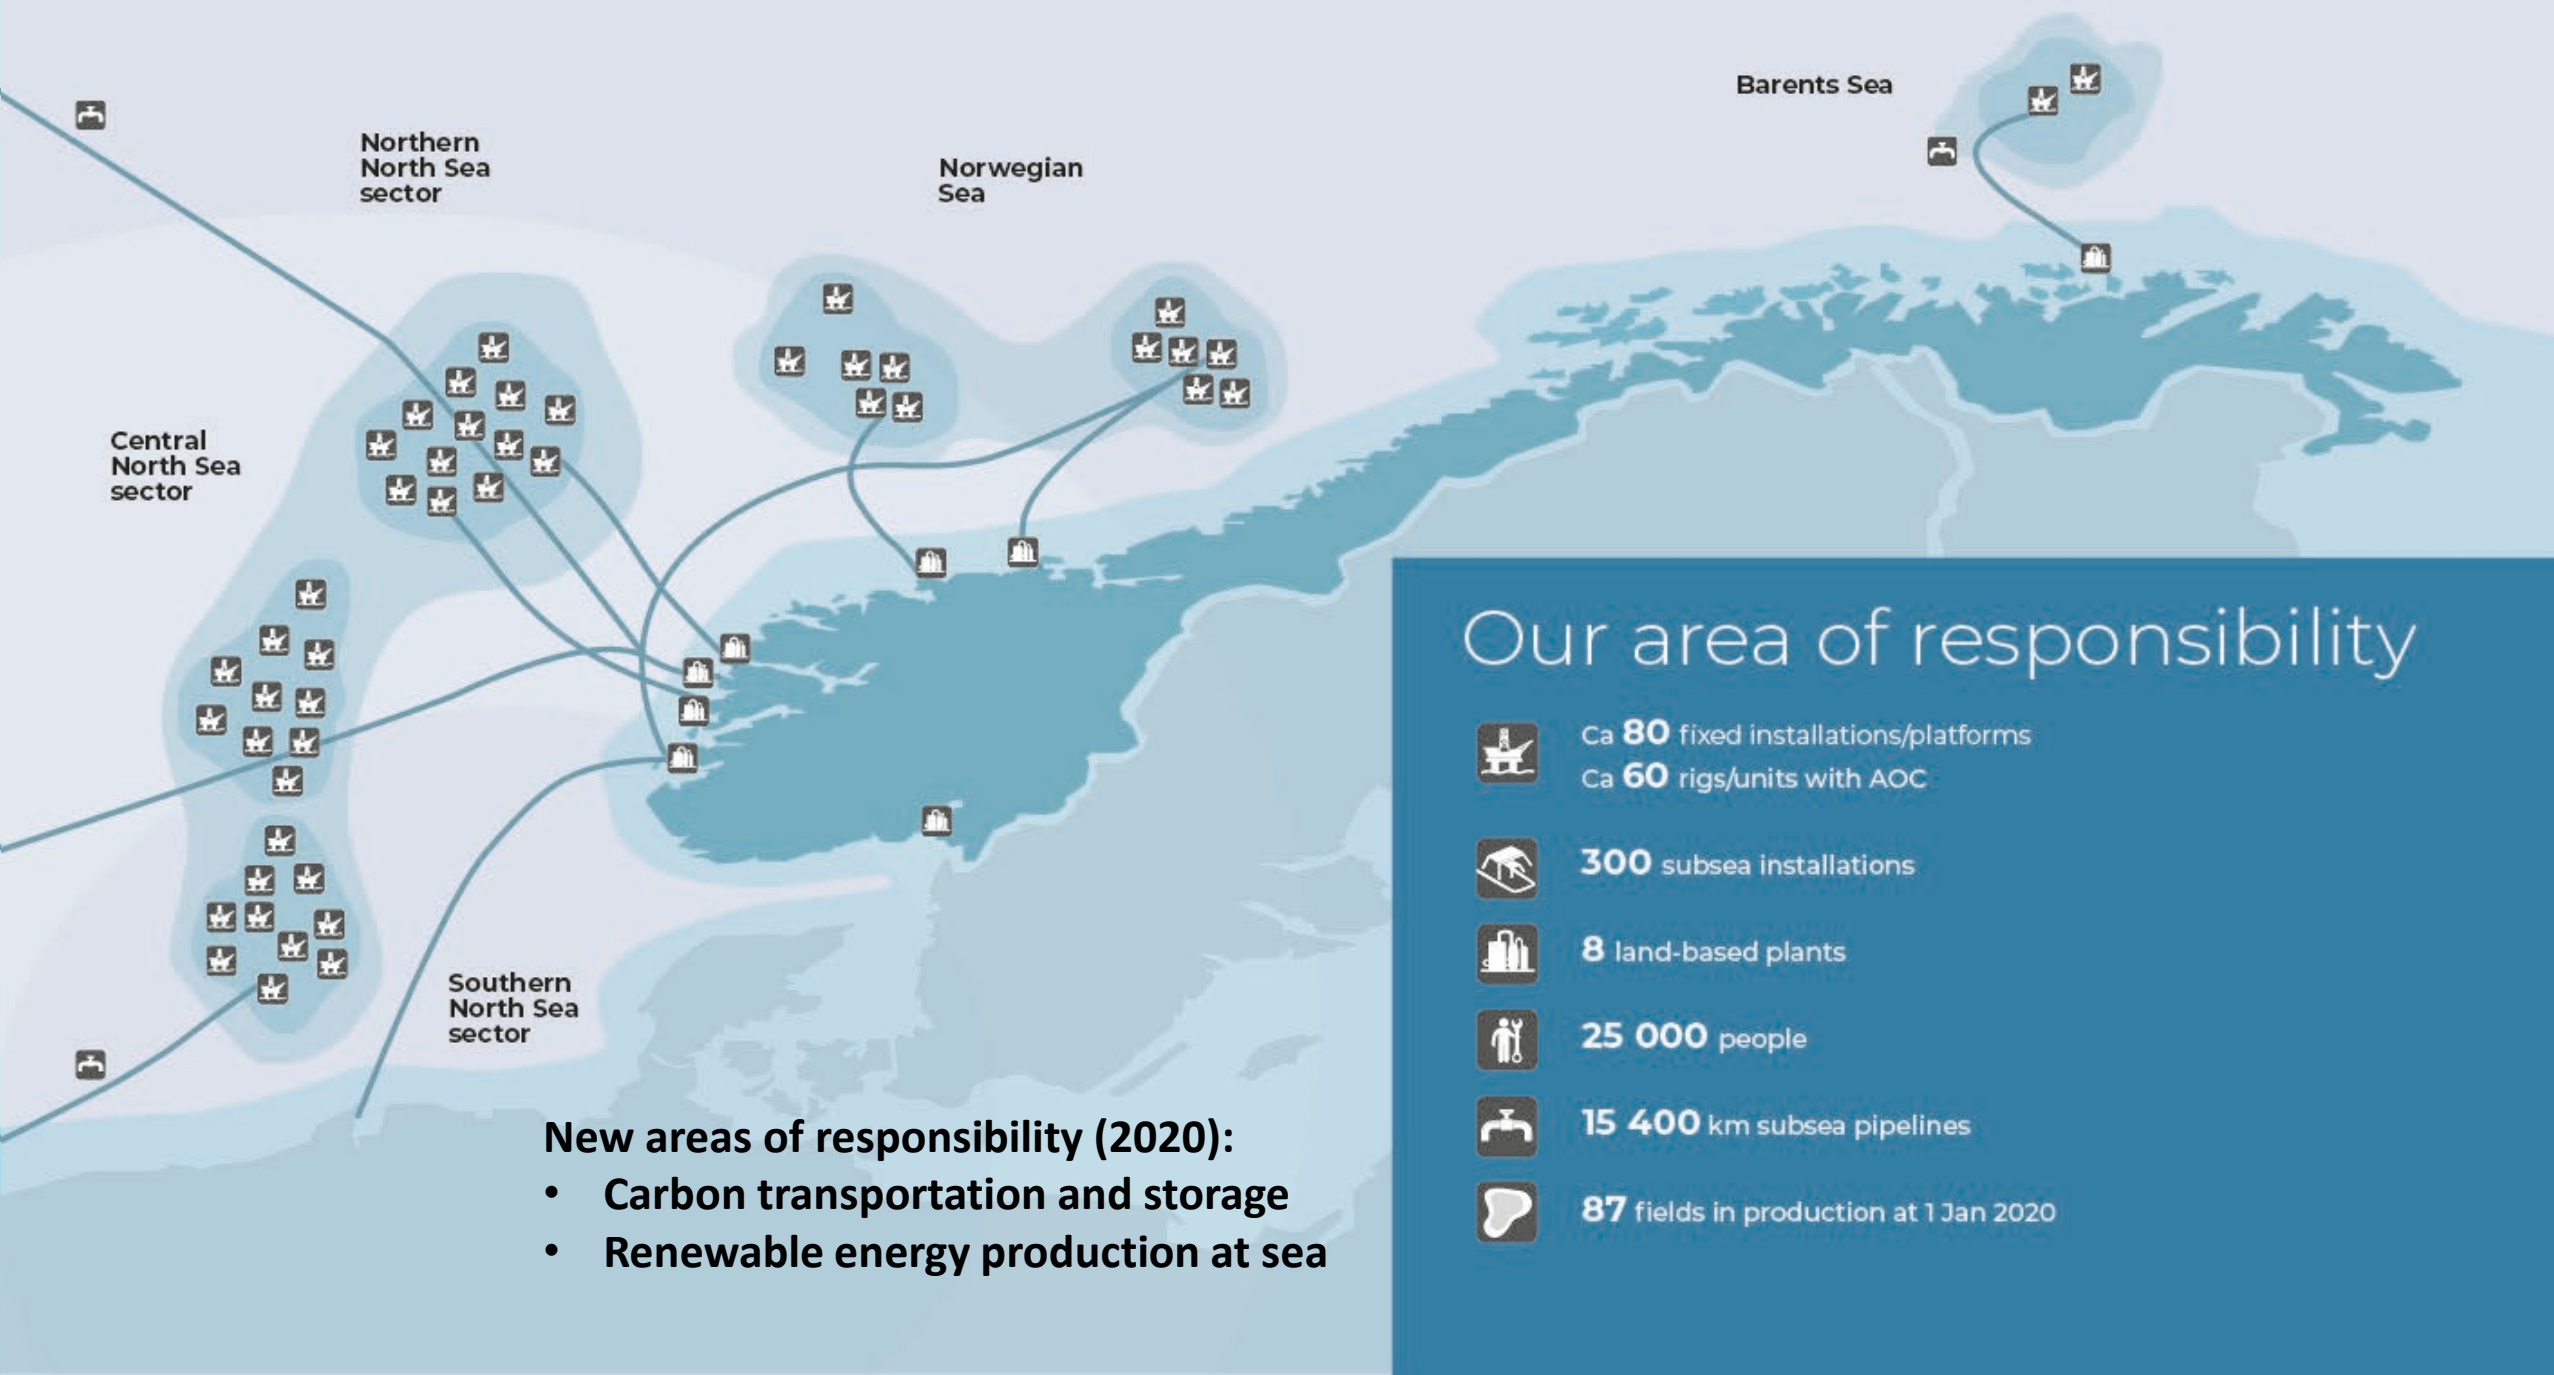 Barents Sea
Northern
North Sea
sector
Norwegian
Sea
Central
North Sea
sector
Southern
North Sea
sector
New areas of responsibility (2020):
• Carbon transportation and storage
• Renewable energy production at sea
Our area of responsibility
Ca 80 fixed installations/platforms
Ca 60 rigs/units with AOC
300 subsea installations
8 land-based plants
25 000 people
15 400 km subsea pipelines
87 fields in production at 1 Jan 2020